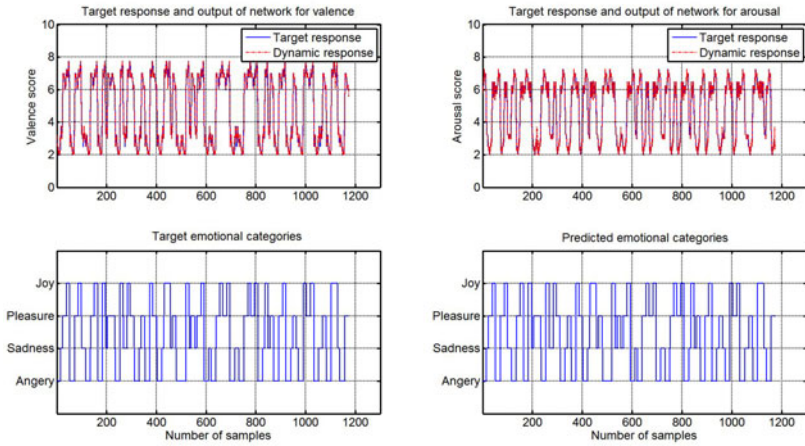 Target response and output of network for valence
10
8
6
4
2
0
Valence score
Target response
Dynamic response
200 400 600 800 1000 1200
Target response and output of network for arousal
10
8
6
4
2
0
Arousal score
Target response
Dynamic response
200 400 600 800 1000 1200
Target emotional categories
Joy
Pleasure
Sadness
Angery
200 400 600 800 1000 1200
Number of samples
Predicted emotional categories
Joy
Pleasure
Sadness
Angery
200 400 600 800 1000 1200
Number of samples